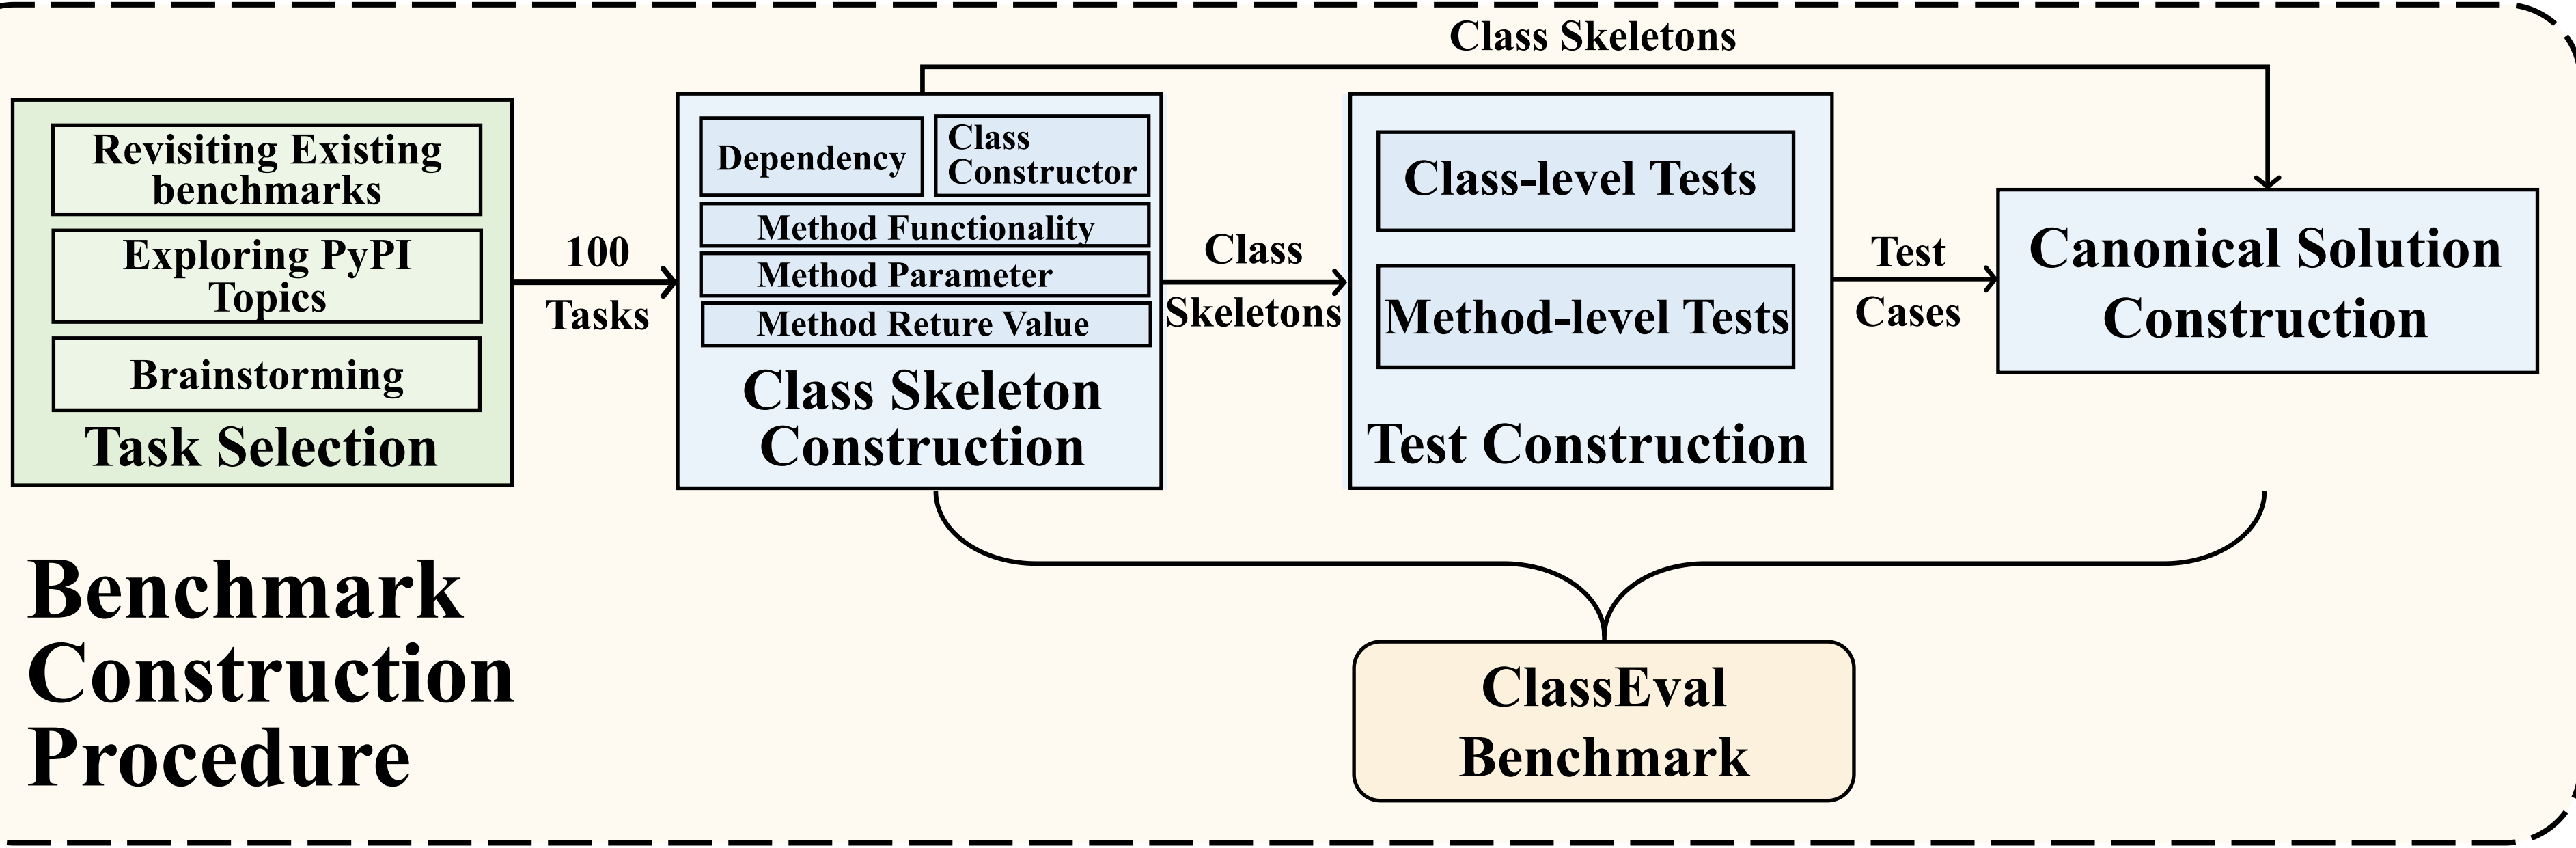 Class Skeletons
Revisiting Existing
benchmarks
Exploring PyPI
Topics
Brainstorming
Task Selection
100
Tasks
Dependency
Class
Constructor
Method Functionality
Method Parameter
Method Reture Value
Class Skeleton
Construction
Class
Skeletons
Class-level Tests
Method-level Tests
Test Construction
Test
Cases
Canonical Solution
Construction
Benchmark
Construction
Procedure
ClassEval
Benchmark